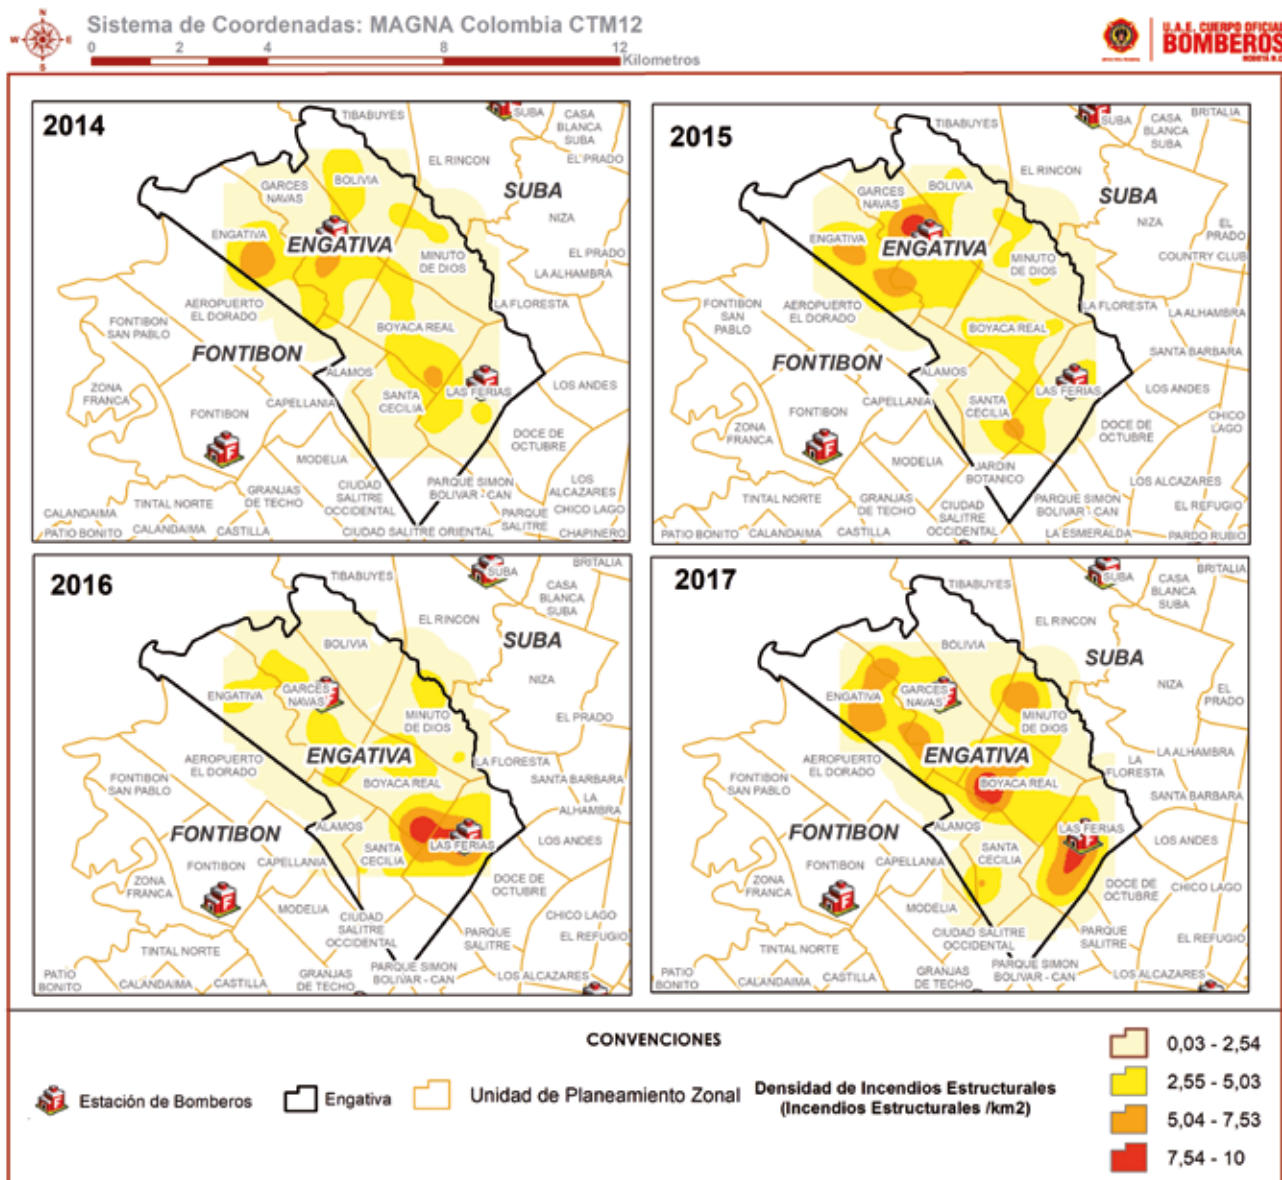 N
W
E
S
Sistema de Coordenadas: MAGNA Colombia CTM12
0 2 4 8 12
Kilometros
U.A.E. CUERPO OFICIAL
BOMBEROS
2014
TIBABUYES
SUBA
CASA
BLANCA
SUBA
EL RINCON
EL PRADO
GARCES
NAVAS
BOLIVIA
SUBA
NIZA
ENGATIVA
ENGATIVA
EL PRADO
MINUTO
DE DIOS
LA ALHAMBRA
AEROPUERTO
EL DORADO
LA FLORESTA
FONTIBON
SAN PABLO
BOYACA REAL
FONTIBON
ALAMOS
ZONA
FRANCA
LOS ANDES
SANTA
CECILIA
LAS FERIAS
FONTIBON
CAPELLANIA
DOCE DE
OCTUBRE
MODELIA
CIUDAD
SALITRE
OCCIDENTAL
PARQUE SIMON
BOLIVAR - CAN
LOS
ALCAZARES
TINTAL NORTE
GRANJAS
DE TECHO
PARQUE
SALITRE
CHICO LAGO
CALANDAIMA
PATIO BONITO
CALANDAIMA
CASTILLA
CIUDAD SALITRE ORIENTAL
CHAPINERO
2015
TIBABUYES
SUBA
CASA
BLANCA
SUBA
BRITALIA
EL RINCON
GARCES
NAVAS
BOLIVIA
SUBA
NIZA
EL
PRADO
ENGATIVA
ENGATIVA
MINUTO
DE DIOS
COUNTRY CLUB
AEROPUERTO
EL DORADO
LA FLORESTA
LA ALHAMBRA
FONTIBON
SAN
PABLO
BOYACA REAL
SANTA BARBARA
FONTIBON
ALAMOS
LOS ANDES
LAS FERIAS
SANTA
CECILIA
CAPELLANIA
FONTIBON
CHICO
LAGO
ZONA
FRANCA
DOCE DE
OCTUBRE
MODELIA
JARDIN
BOTANICO
LOS ALCAZARES
TINTAL NORTE
GRANJAS
DE TECHO
CIUDAD
SALITRE
OCCIDENTAL
PARQUE SIMON
BOLIVAR - CAN
EL REFUGIO
PATIO BONITO
CALANDAIMA
CASTILLA
LA ESMERALDA
PARDO RUBIO
2016
TIBABUYES
SUBA
BRITALIA
CASA
BLANCA
SUBA
EL RINCON
BOLIVIA
SUBA
NIZA
ENGATIVA
GARCES
NAVAS
MINUTO
DE DIOS
EL PRADO
AEROPUERTO
EL DORADO
ENGATIVA
LA FLORESTA
FONTIBON
SAN PABLO
BOYACA REAL
SANTA BARBARA
LA
ALHAMBRA
FONTIBON
ALAMOS
LAS FERIAS
LOS ANDES
SANTA
CECILIA
CAPELLANIA
FONTIBON
ZONA
FRANCA
DOCE DE
OCTUBRE
MODELIA
CIUDAD
SALITRE
OCCIDENTAL
CHICO LAGO
PARQUE
SALITRE
EL REFUGIO
TINTAL NORTE
PATIO
BONITO
CALANDAIMA
CASTILLA
GRANJAS
DE TECHO
PARQUE SIMON
BOLIVAR - CAN
LOS ALCAZARES
2017
TIBABUYES
SUBA
BRITALIA
CASA
BLANCA
SUBA
EL RINCON
BOLIVIA
SUBA
NIZA
EL
PRADO
ENGATIVA
GARCES
NAVAS
MINUTO
DE DIOS
AEROPUERTO
EL DORADO
ENGATIVA
LA ALHAMBRA
LA
FLORESTA
FONTIBON
SAN PABLO
BOYACA REAL
SANTA BARBARA
FONTIBON
ALAMOS
LAS FERIAS
LOS ANDES
SANTA
CECILIA
CAPELLANIA
FONTIBON
ZONA
FRANCA
DOCE DE
OCTUBRE
CHICO LAGO
MODELIA
CIUDAD SALITRE
OCCIDENTAL
PARQUE
SALITRE
EL REFUGIO
TINTAL NORTE
PATIO
BONITO
CALANDAIMA
CASTILLA
GRANJAS
DE TECHO
PARQUE SIMON
BOLIVAR - CAN
LOS ALCAZARES
CONVENCIONES
Estación de Bomberos
Engativa
Unidad de Planeamiento Zonal
Densidad de Incendios Estructurales
(Incendios Estructurales /km2)
0,03 - 2,54
2,55 - 5,03
5,04 - 7,53
7,54 - 10